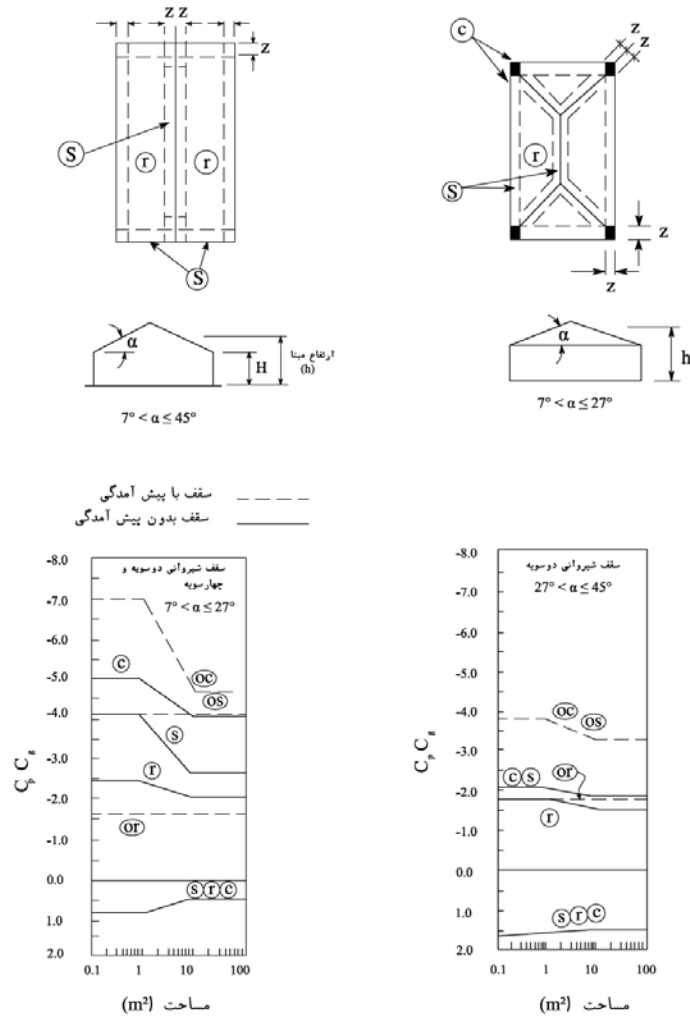 z z
z
S
r
r
S
α
H
ارتفاع مبنا
(h)
7° < α ≤ 45°
c
z
z
r
S
z
z
α
h
7° < α ≤ 27°
سقف با پیش آمدگی
سقف بدون پیش آمدگی
سقف شیروانی دوسویه و
چهارسویه
7° < α ≤ 27°
-8.0
-7.0
-6.0
-5.0
-4.0
-3.0
-2.0
-1.0
0.0
1.0
2.0
CpCg
c
oc
os
s
r
or
s r c
0.1 1 10 100
مساحت (m²)
سقف شیروانی دوسویه
27° < α ≤ 45°
-8.0
-7.0
-6.0
-5.0
-4.0
-3.0
-2.0
-1.0
0.0
1.0
2.0
CpCg
oc os
or
c s
r
s r c
0.1 1 10 100
مساحت (m²)